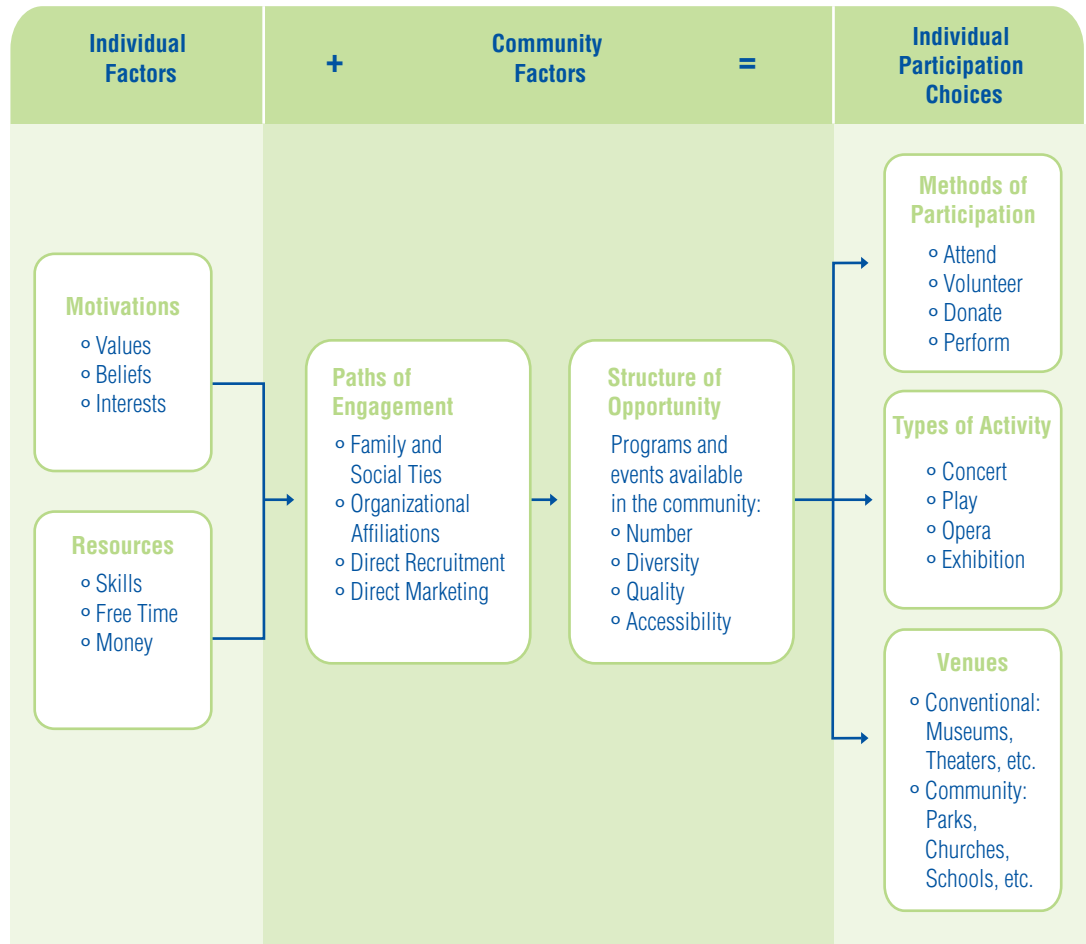 Individual
Factors
+
Community
Factors
=
Individual
Participation
Choices
Motivations
o Values
o Beliefs
o Interests
Resources
o Skills
o Free Time
o Money
Paths of
Engagement
o Family and
Social Ties
o Organizational
Affiliations
o Direct Recruitment
o Direct Marketing
Structure of
Opportunity
Programs and
events available
in the community:
o Number
o Diversity
o Quality
o Accessibility
Methods of
Participation
o Attend
o Volunteer
o Donate
o Perform
Types of Activity
o Concert
o Play
o Opera
o Exhibition
Venues
o Conventional:
Museums,
Theaters, etc.
o Community:
Parks,
Churches,
Schools, etc.